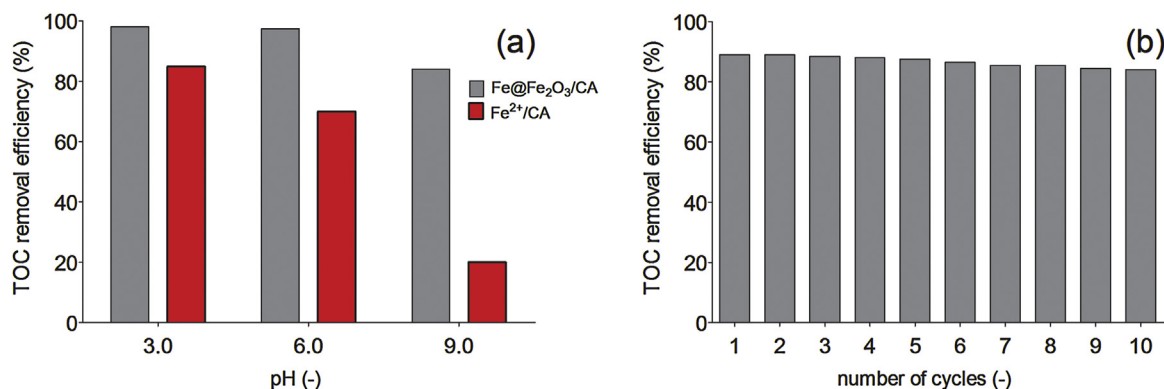 (a)
TOC removal efficiency (%)
100
80
60
40
20
0
Fe@Fe₂O₃/CA
Fe²⁺/CA
3.0 6.0 9.0
pH (-)
(b)
TOC removal efficiency (%)
100
80
60
40
20
0
1 2 3 4 5 6 7 8 9 10
number of cycles (-)